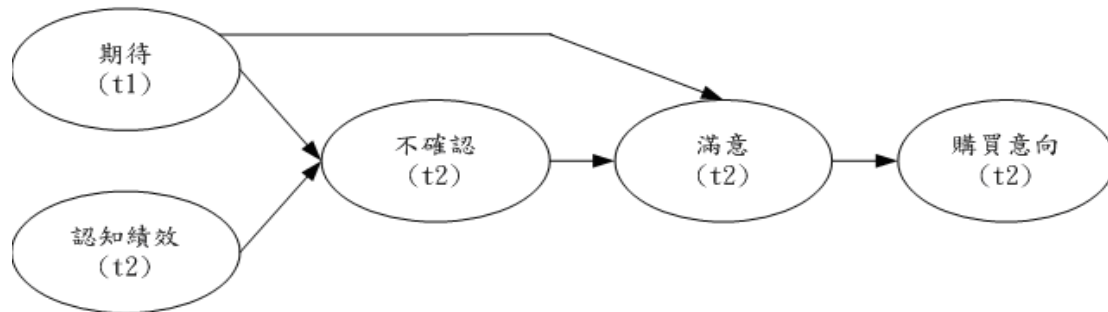 期待
(t1)
不確認
(t2)
滿意
(t2)
購買意向
(t2)
認知績效
(t2)